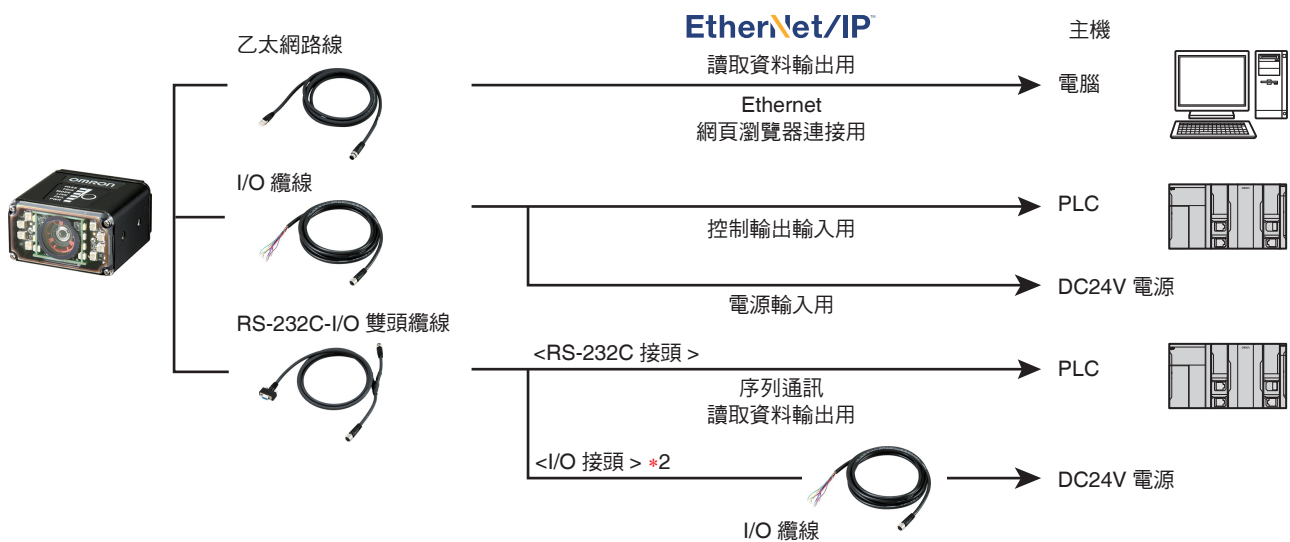 EtherNet/IP™
主機
乙太網路線
讀取資料輸出用
電腦
Ethernet
網頁瀏覽器連接用
OMRON
I/O 纜線
PLC
控制輸出輸入用
DC24V 電源
電源輸入用
RS-232C-I/O 雙頭纜線
<RS-232C 接頭 >
PLC
序列通訊
讀取資料輸出用
<I/O 接頭 > *2
DC24V 電源
I/O 纜線